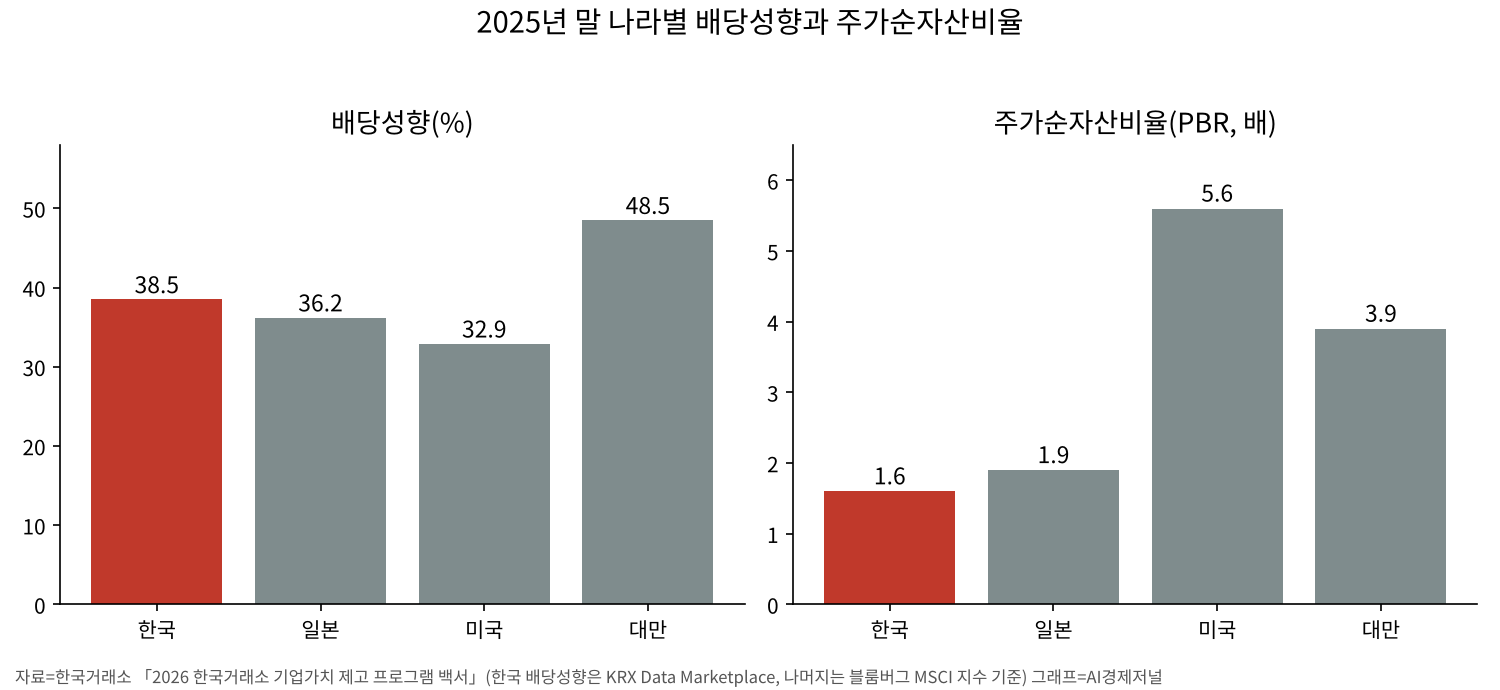 2025년 말 나라별 배당성향과 주가순자산비율
배당성향(%)
50
40
30
20
10
0
38.5
36.2
32.9
48.5
한국
일본
미국
대만
주가순자산비율(PBR, 배)
6
5
4
3
2
1
0
1.6
1.9
5.6
3.9
한국
일본
미국
대만
자료=한국거래소 「2026 한국거래소 기업가치 제고 프로그램 백서」(한국 배당성향은 KRX Data Marketplace, 나머지는 블룸버그 MSCI 지수 기준) 그래프=AI경제저널